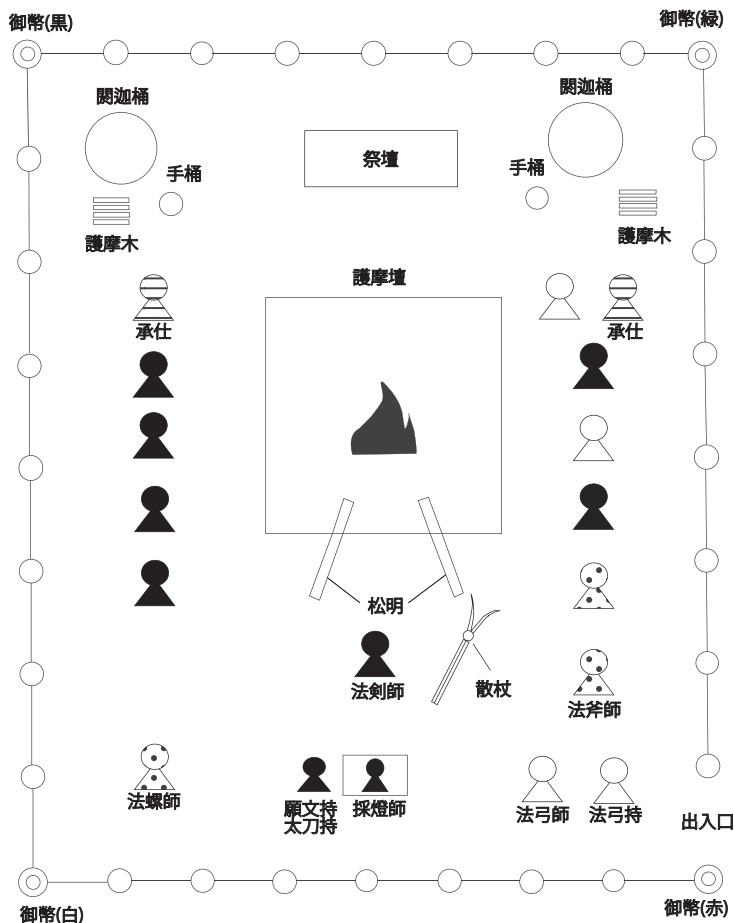 御幣(黒)
御幣(緑)
閼迦桶
閼迦桶
祭壇
手桶
手桶
護摩木
護摩木
護摩壇
承仕
承仕
松明
法剣師
散杖
法斧師
法螺師
願文持
太刀持
採燈師
法弓師
法弓持
出入口
御幣(白)
御幣(赤)